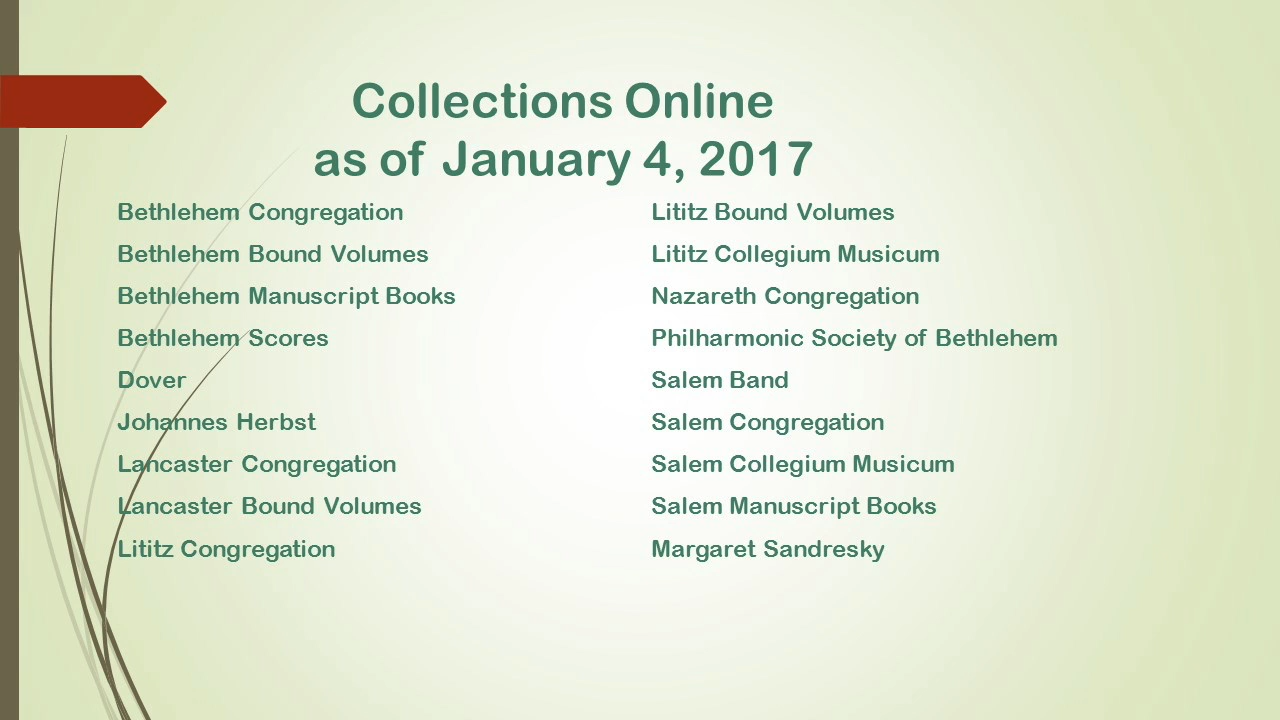 Collections Online
as of January 4, 2017
Bethlehem Congregation
Bethlehem Bound Volumes
Bethlehem Manuscript Books
Bethlehem Scores
Dover
Johannes Herbst
Lancaster Congregation
Lancaster Bound Volumes
Lititz Congregation
Lititz Bound Volumes
Lititz Collegium Musicum
Nazareth Congregation
Philharmonic Society of Bethlehem
Salem Band
Salem Congregation
Salem Collegium Musicum
Salem Manuscript Books
Margaret Sandresky